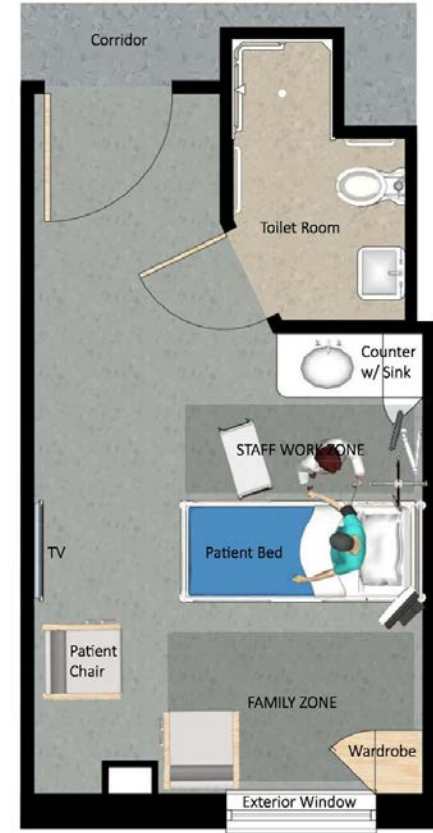 Corridor
Toilet Room
Counter
w/ Sink
STAFF WORK ZONE
TV
Patient Bed
Patient
Chair
FAMILY ZONE
Wardrobe
Exterior Window